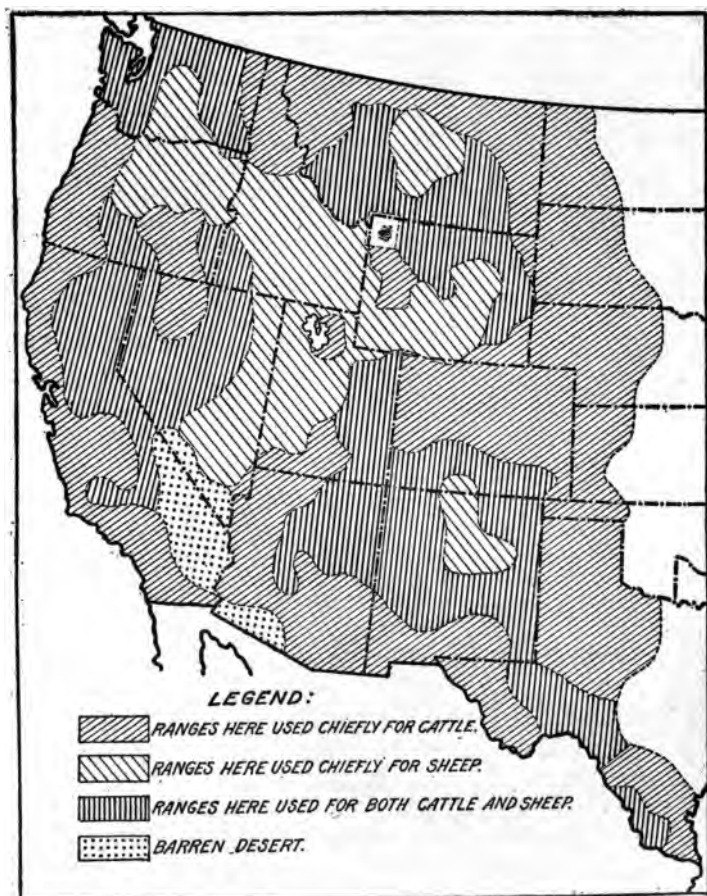 LEGEND:
RANGES HERE USED CHIEFLY FOR CATTLE.
RANGES HERE USED CHIEFLY FOR SHEEP.
RANGES HERE USED FOR BOTH CATTLE AND SHEEP.
BARREN DESERT.